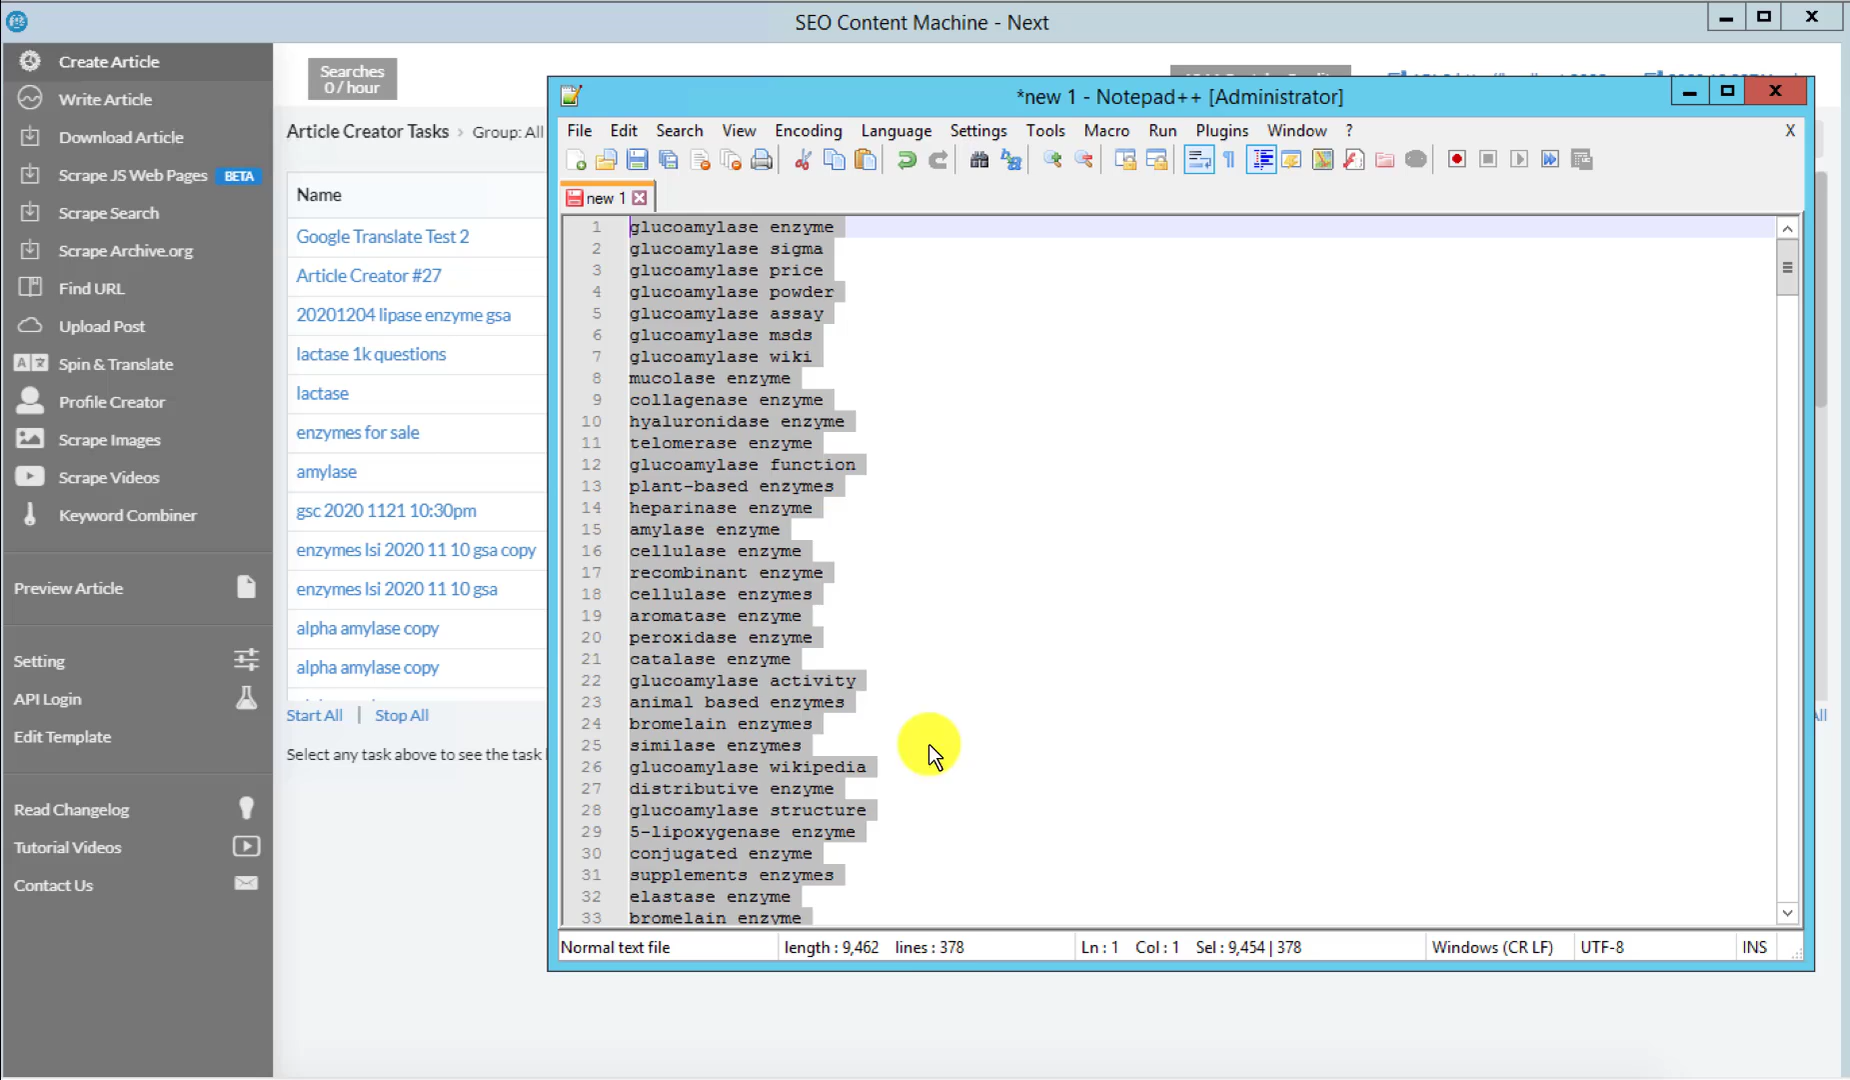 SEO Content Machine - Next
Create Article
Write Article
Download Article
Scrape JS Web Pages BETA
Scrape Search
Scrape Archive.org
Find URL
Upload Post
Spin & Translate
Profile Creator
Scrape Images
Scrape Videos
Keyword Combiner
Preview Article
Setting
API Login
Edit Template
Read Changelog
Tutorial Videos
Contact Us
Searches
0 / hour
Article Creator Tasks › Group: All
Name
Google Translate Test 2
Article Creator #27
20201204 lipase enzyme gsa
lactase 1k questions
lactase
enzymes for sale
amylase
gsc 2020 1121 10:30pm
enzymes lsi 2020 11 10 gsa copy
enzymes lsi 2020 11 10 gsa
alpha amylase copy
alpha amylase copy
Start All | Stop All
Select any task above to see the task
*new 1 - Notepad++ [Administrator]
File Edit Search View Encoding Language Settings Tools Macro Run Plugins Window ? X
new 1
1 glucoamylase enzyme
2 glucoamylase sigma
3 glucoamylase price
4 glucoamylase powder
5 glucoamylase assay
6 glucoamylase msds
7 glucoamylase wiki
8 mucolase enzyme
9 collagenase enzyme
10 hyaluronidase enzyme
11 telomerase enzyme
12 glucoamylase function
13 plant-based enzymes
14 heparinase enzyme
15 amylase enzyme
16 cellulase enzyme
17 recombinant enzyme
18 cellulase enzymes
19 aromatase enzyme
20 peroxidase enzyme
21 catalase enzyme
22 glucoamylase activity
23 animal based enzymes
24 bromelain enzymes
25 similase enzymes
26 glucoamylase wikipedia
27 distributive enzyme
28 glucoamylase structure
29 5-lipoxygenase enzyme
30 conjugated enzyme
31 supplements enzymes
32 elastase enzyme
33 bromelain enzyme
Normal text file length : 9,462 lines : 378 Ln : 1 Col : 1 Sel : 9,454 | 378 Windows (CR LF) UTF-8 INS